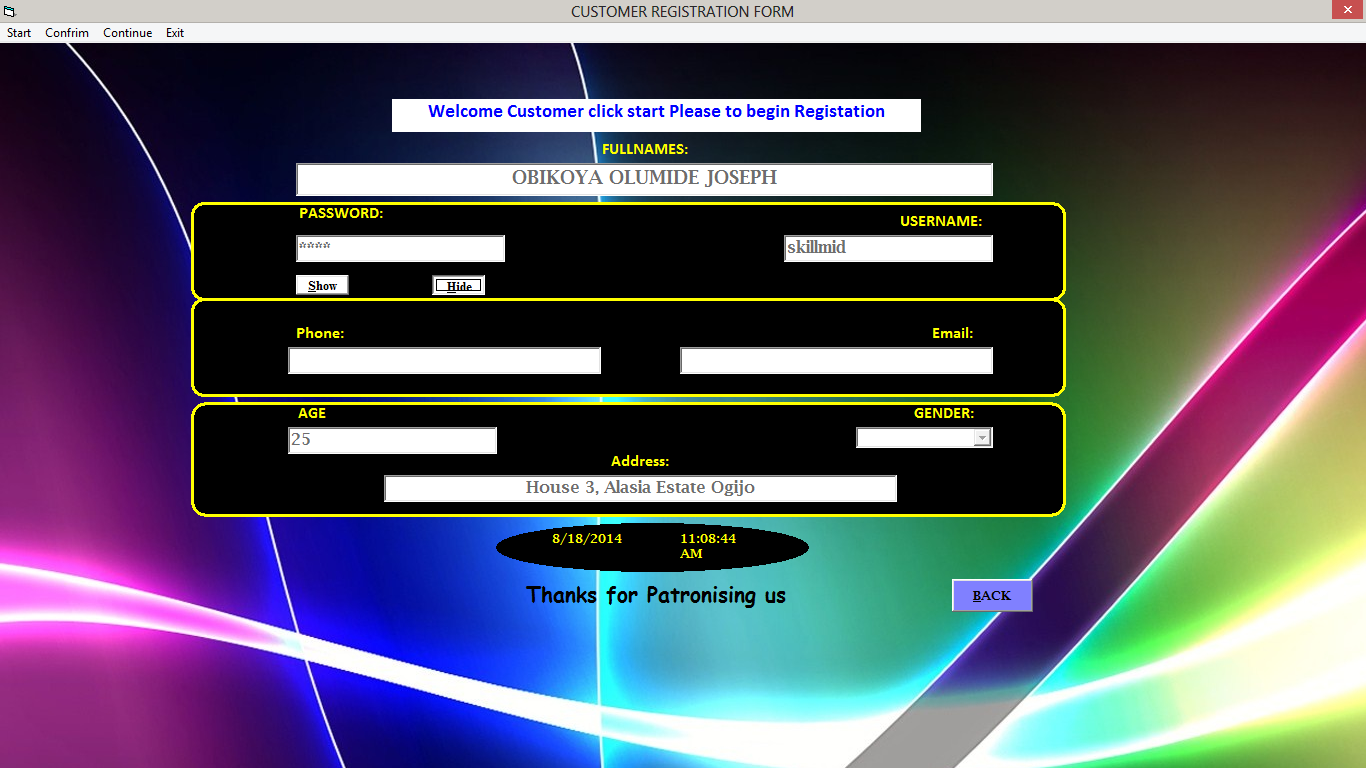 CUSTOMER REGISTRATION FORM
Start Confrim Continue Exit
Welcome Customer click start Please to begin Registation
FULLNAMES:
OBIKOYA OLUMIDE JOSEPH
PASSWORD:
USERNAME:
****
skillmid
Show
Hide
Phone:
Email:
AGE
GENDER:
25
Address:
House 3, Alasia Estate Ogijo
8/18/2014
11:08:44
AM
Thanks for Patronising us
BACK